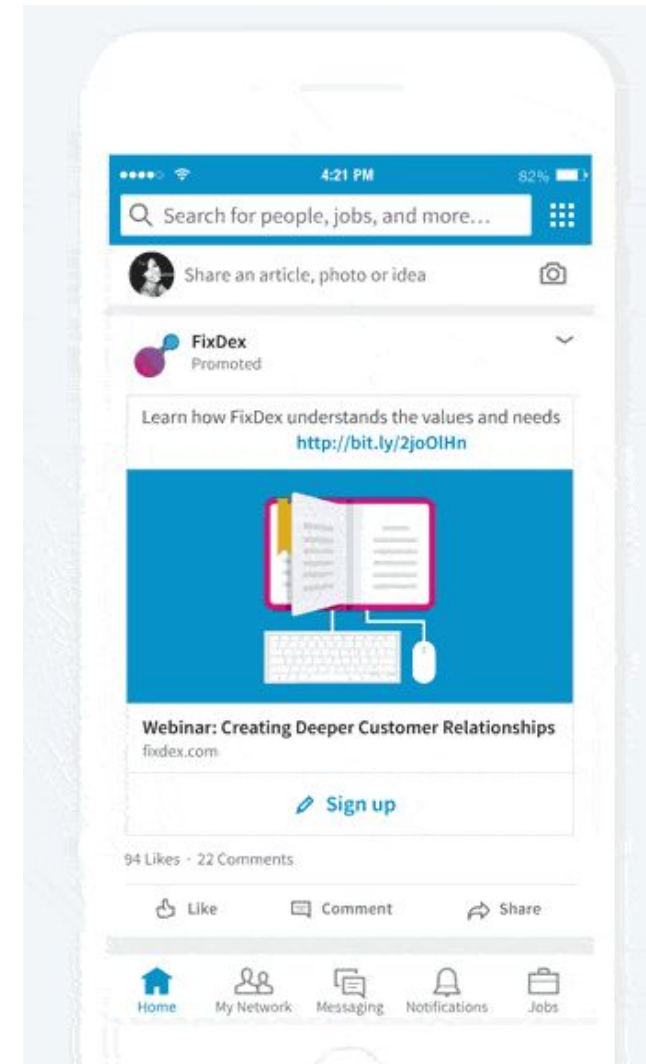 4:21 PM 82%
Search for people, jobs, and more...
Share an article, photo or idea
FixDex
Promoted
Learn how FixDex understands the values and needs
http://bit.ly/2joOlHn
Webinar: Creating Deeper Customer Relationships
fixdex.com
Sign up
94 Likes · 22 Comments
Like Comment Share
Home My Network Messaging Notifications Jobs